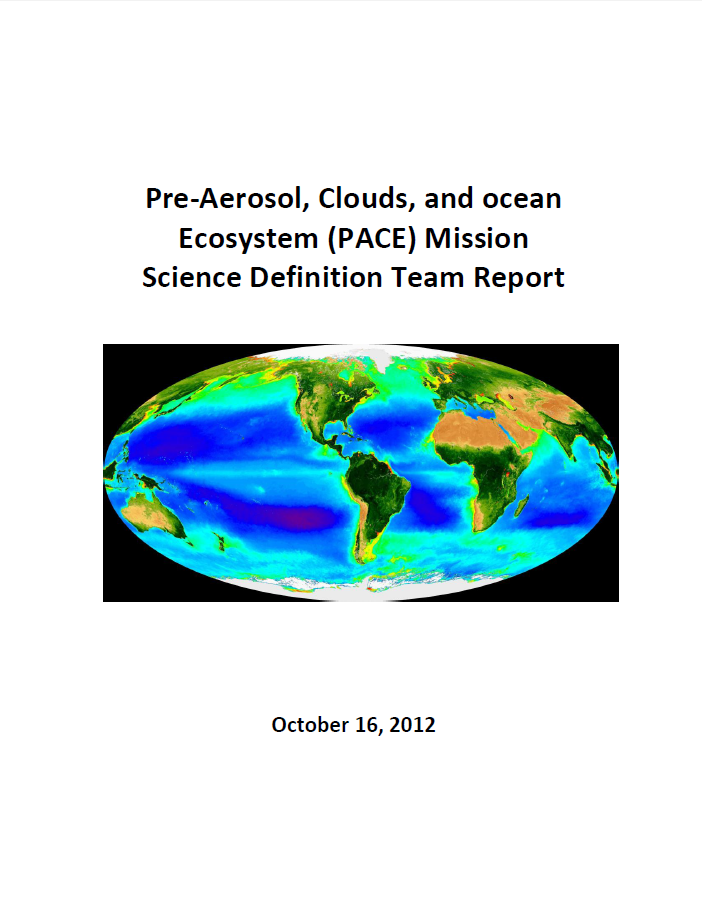 Pre-Aerosol, Clouds, and ocean
Ecosystem (PACE) Mission
Science Definition Team Report
October 16, 2012